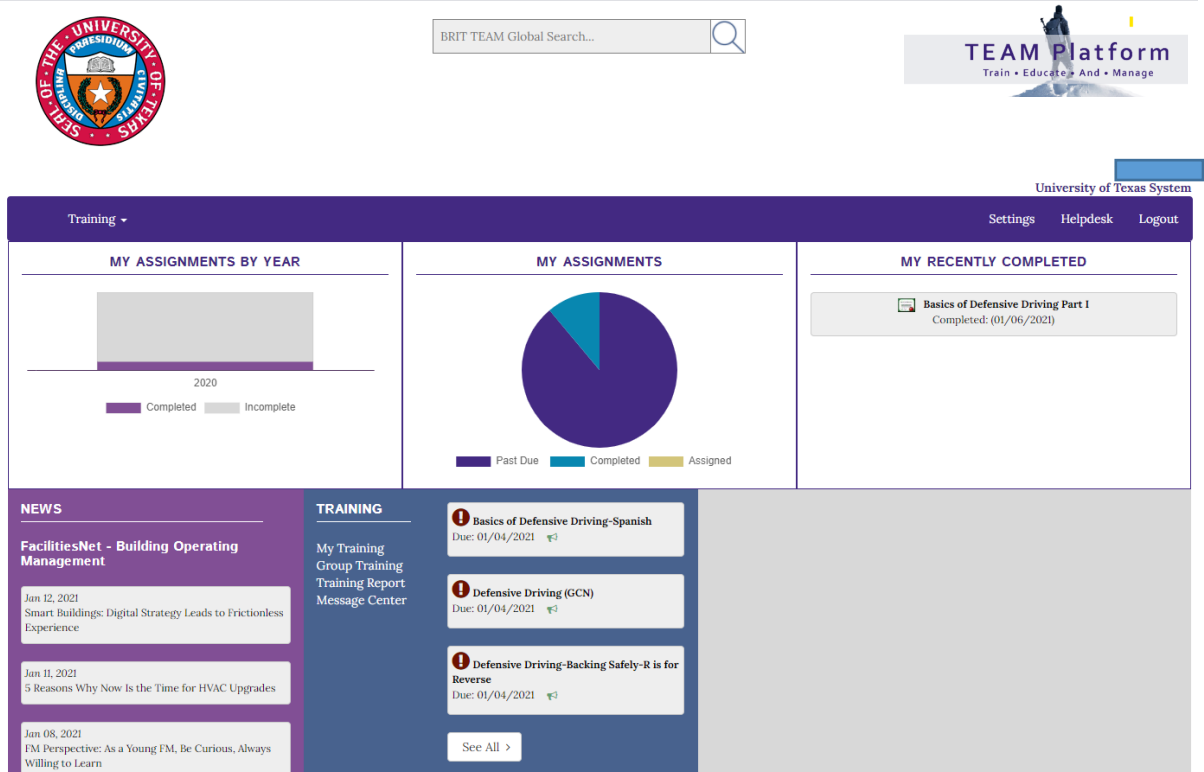 SEAL OF THE UNIVERSITY OF TEXAS
PRAESIDIUM
DISCIPLINA
CIVITATIS
BRIT TEAM Global Search...
TEAM Platform
Train • Educate • And • Manage
University of Texas System
Training
Settings
Helpdesk
Logout
MY ASSIGNMENTS BY YEAR
2020
Completed
Incomplete
MY ASSIGNMENTS
Past Due
Completed
Assigned
MY RECENTLY COMPLETED
Basics of Defensive Driving Part I
Completed: (01/06/2021)
NEWS
FacilitiesNet - Building Operating
Management
Jan 12, 2021
Smart Buildings: Digital Strategy Leads to Frictionless
Experience
Jan 11, 2021
5 Reasons Why Now Is the Time for HVAC Upgrades
Jan 08, 2021
FM Perspective: As a Young FM, Be Curious, Always
Willing to Learn
TRAINING
My Training
Group Training
Training Report
Message Center
Basics of Defensive Driving-Spanish
Due: 01/04/2021
Defensive Driving (GCN)
Due: 01/04/2021
Defensive Driving-Backing Safely-R is for
Reverse
Due: 01/04/2021
See All >